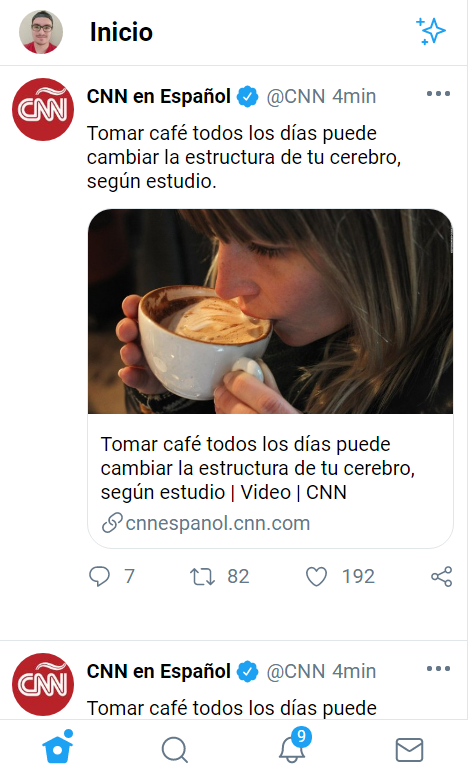 Inicio
CNN en Español @CNN 4min
Tomar café todos los días puede
cambiar la estructura de tu cerebro,
según estudio.
Tomar café todos los días puede
cambiar la estructura de tu cerebro,
según estudio | Video | CNN
cnnespanol.cnn.com
7 82 192
CNN en Español @CNN 4min
Tomar café todos los días puede
9